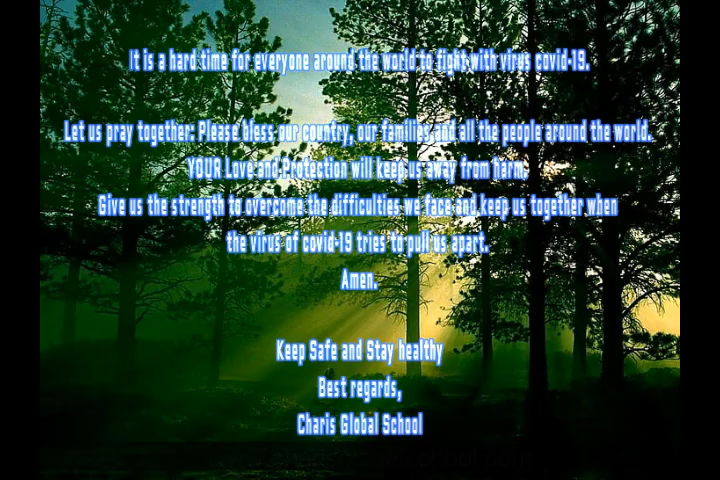 It is a hard time for everyone around the world to fight with virus covid-19.
Let us pray together: Please bless our country, our families and all the people around the world.
YOUR Love and Protection will keep us away from harm.
Give us the strength to overcome the difficulties we face and keep us together when
the virus of covid-19 tries to pull us apart.
Amen.
Keep Safe and Stay healthy
Best regards,
Charis Global School